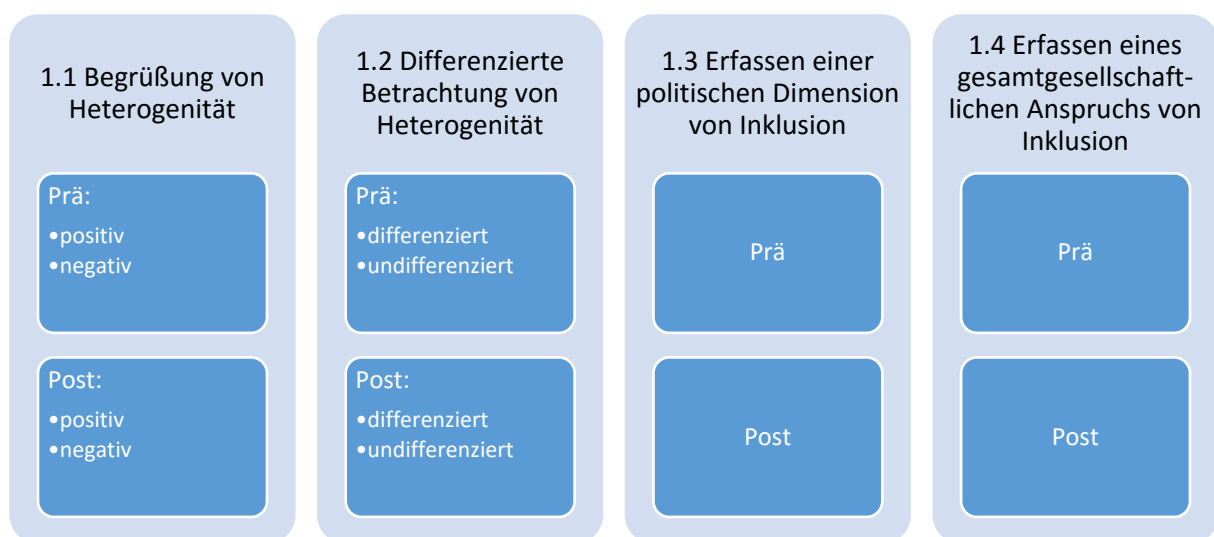 1.1 Begrüßung von
Heterogenität
Prä:
•positiv
•negativ
Post:
•positiv
•negativ
1.2 Differenzierte
Betrachtung von
Heterogenität
Prä:
•differenziert
•undifferenziert
Post:
•differenziert
•undifferenziert
1.3 Erfassen einer
politischen Dimension
von Inklusion
Prä
Post
1.4 Erfassen eines
gesamtgesellschaft-
lichen Anspruchs von
Inklusion
Prä
Post